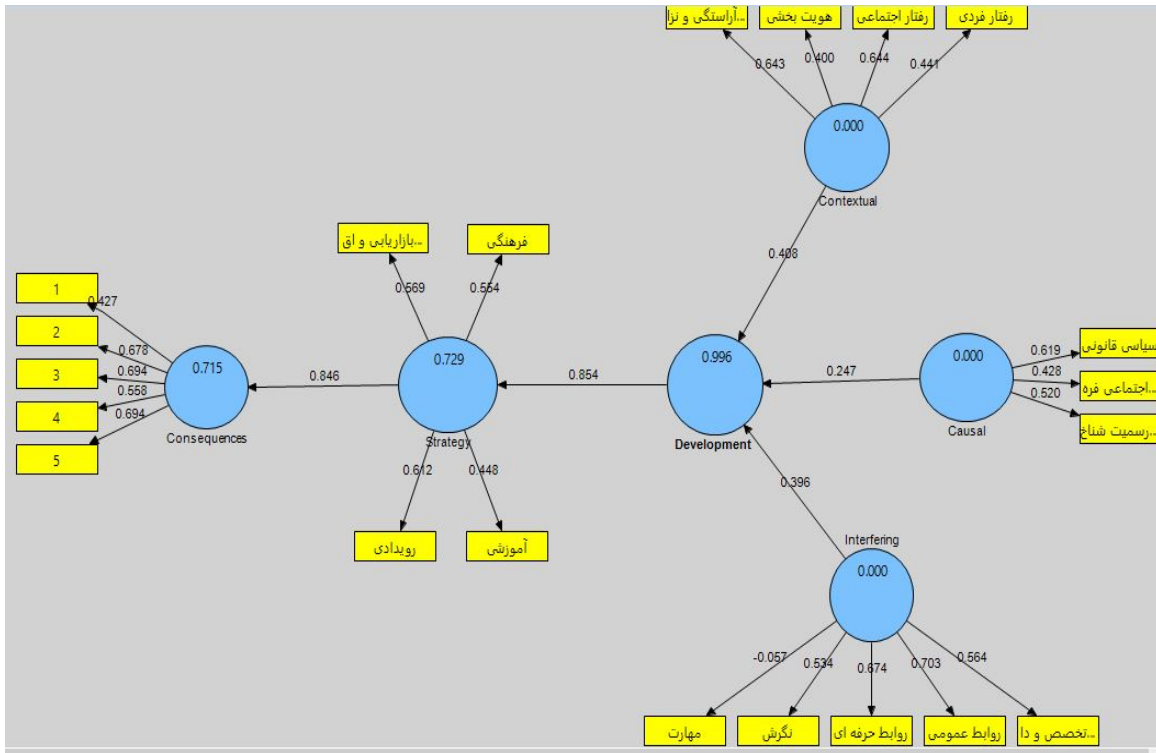 ...آراستگی و نزا
هویت بخشی
رفتار اجتماعی
رفتار فردی
0.643
0.400
0.644
0.441
0.000
Contextual
0.408
...بازاریابی و اق
فرهنگی
0.569
0.554
1
2
3
4
5
0.427
0.678
0.694
0.558
0.694
0.715
Consequences
0.846
0.729
Strategy
0.854
0.996
Development
0.247
0.000
Causal
0.619
0.428
0.520
سیاسی قانونی
...اجتماعی فره
...رسمیت شناخ
0.612
0.448
رویدادی
آموزشی
0.396
Interfering
0.000
-0.057
0.534
0.674
0.703
0.564
مهارت
نگرش
روابط حرفه ای
روابط عمومی
...تخصص و دا